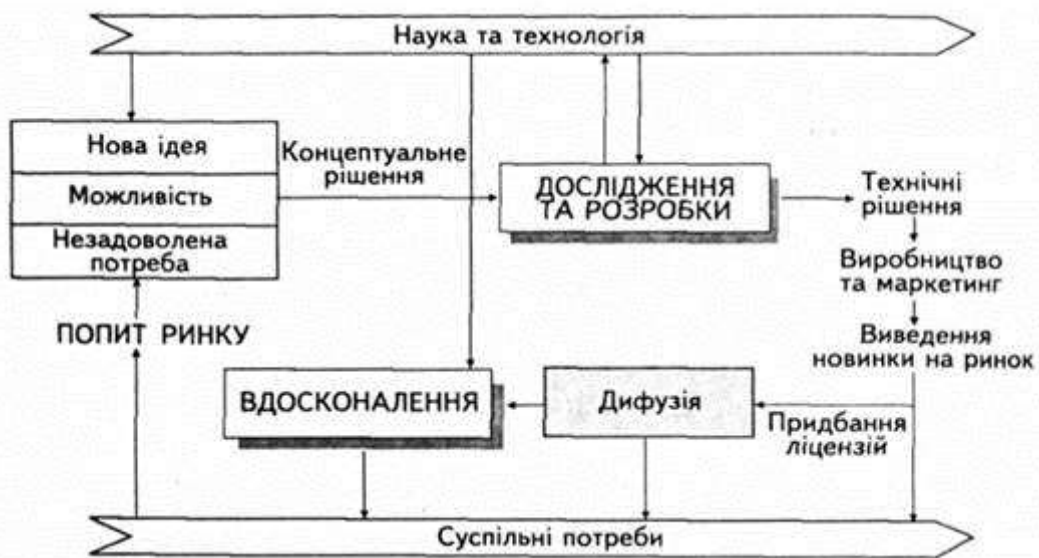 Наука та технологія
Нова ідея
Можливість
Незадоволена
потреба
Концептуальне
рішення
ДОСЛІДЖЕННЯ
ТА РОЗРОБКИ
Технічні
рішення
Виробництво
та маркетинг
Виведення
новинки на ринок
ПОПИТ РИНКУ
ВДОСКОНАЛЕННЯ
Дифузія
Придбання
ліцензій
Суспільні потреби